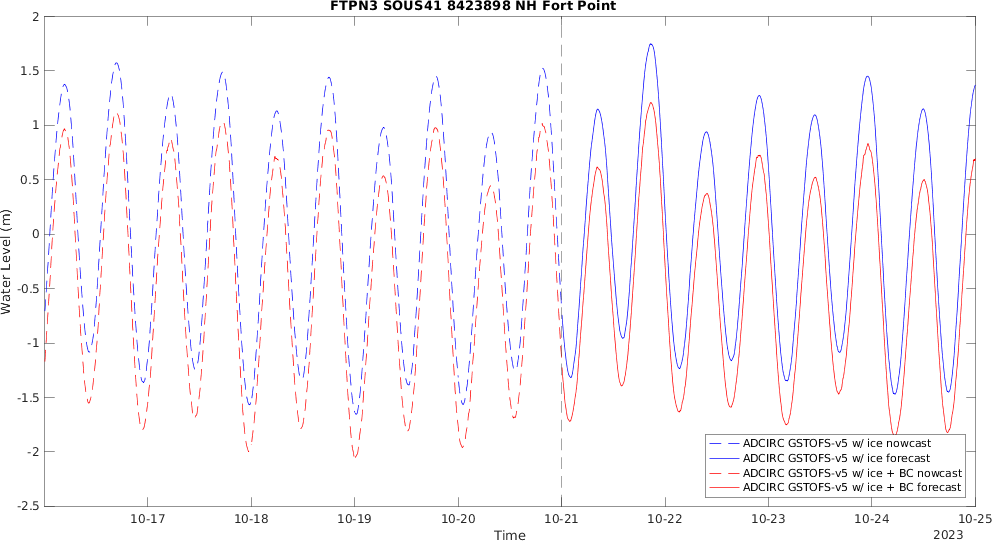 FTPN3 SOUS41 8423898 NH Fort Point
2
1.5
1
0.5
0
-0.5
-1
-1.5
-2
-2.5
Water Level (m)
10-17 10-18 10-19 10-20 10-21 10-22 10-23 10-24 10-25
Time
2023
ADCIRC GSTOFS-v5 w/ ice nowcast
ADCIRC GSTOFS-v5 w/ ice forecast
ADCIRC GSTOFS-v5 w/ ice + BC nowcast
ADCIRC GSTOFS-v5 w/ ice + BC forecast